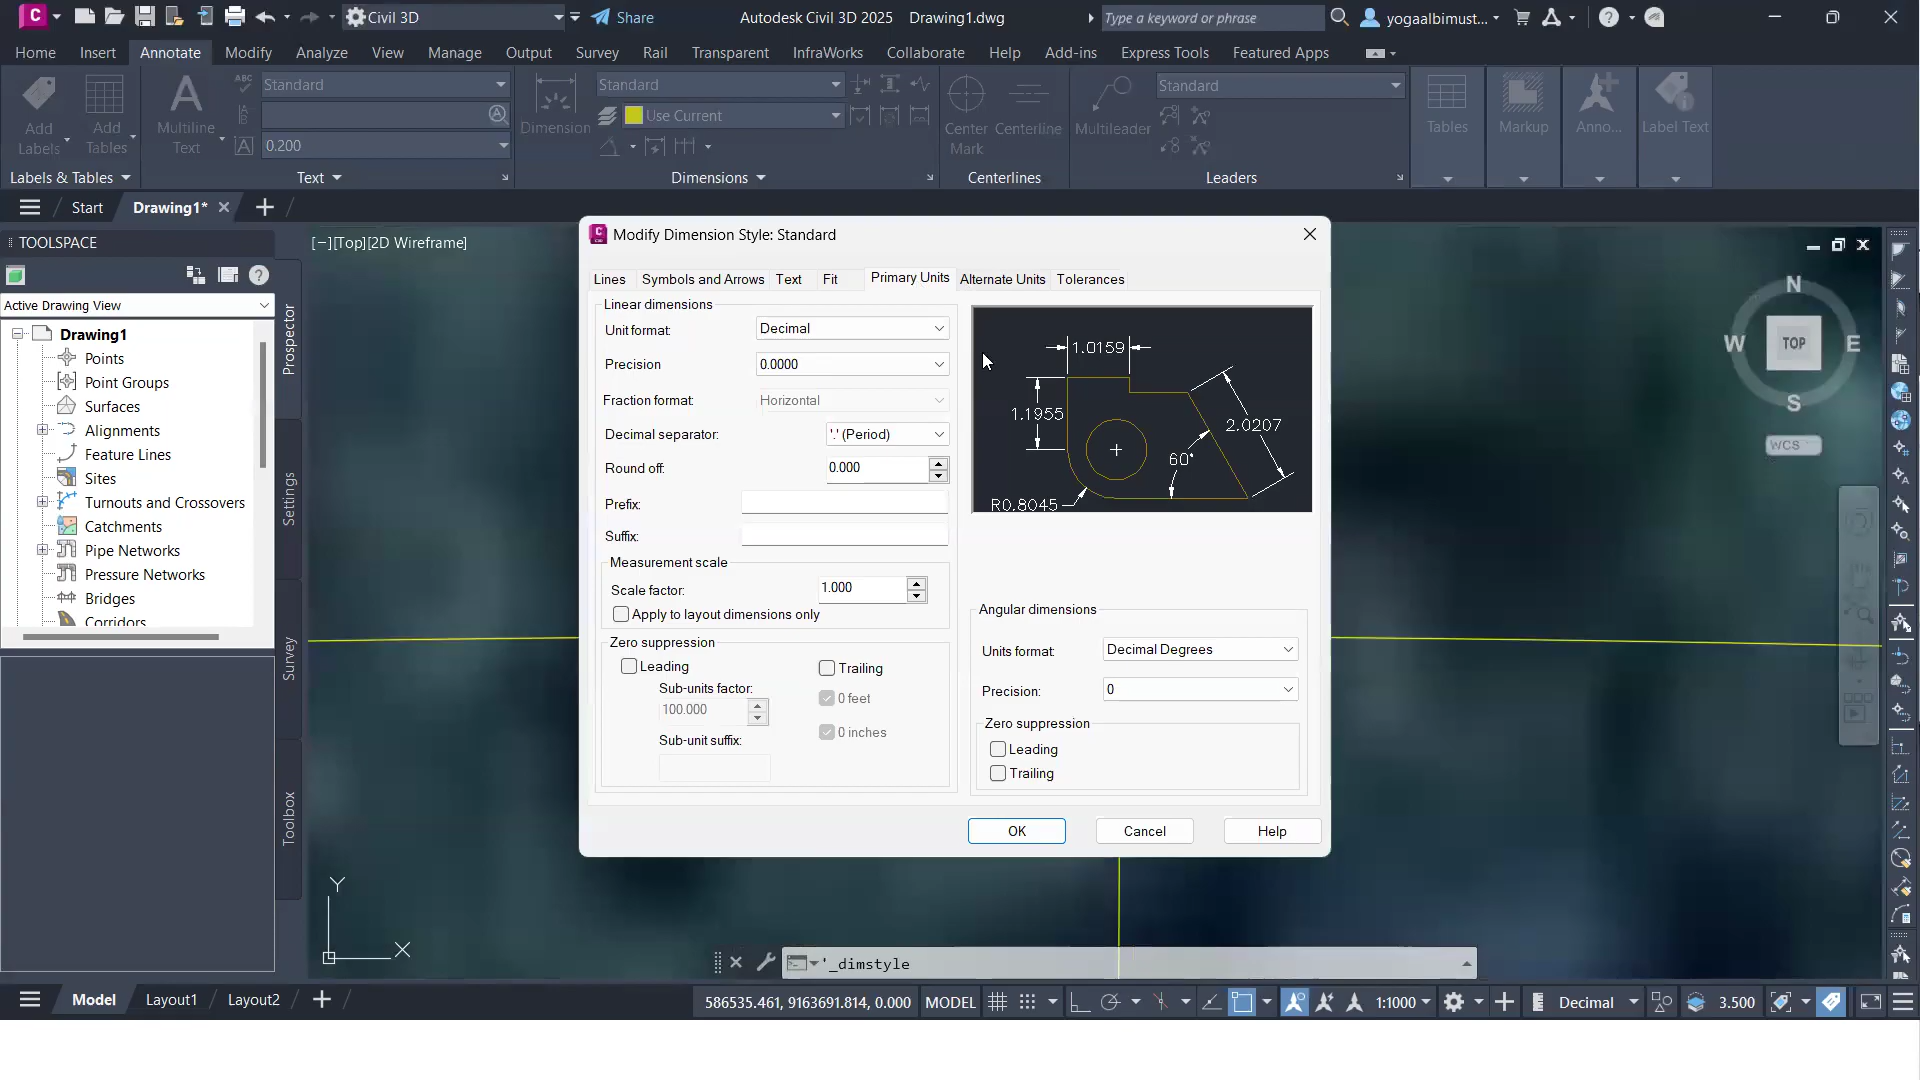 Civil 3D
Share
Autodesk Civil 3D 2025 Drawing1.dwg
Type a keyword or phrase
yogaalbimust...
Home Insert Annotate Modify Analyze View Manage Output Survey Rail Transparent InfraWorks Collaborate Help Add-ins Express Tools Featured Apps
Add Labels
Add Tables
Labels & Tables
Multiline Text
ABC
Standard
0.200
Text
Dimension
Standard
Use Current
Dimensions
Center Mark
Centerline
Centerlines
Multileader
Standard
Leaders
Tables
Markup
Anno...
Label Text
Start
Drawing1*
TOOLSPACE
Active Drawing View
Drawing1
Points
Point Groups
Surfaces
Alignments
Feature Lines
Sites
Turnouts and Crossovers
Catchments
Pipe Networks
Pressure Networks
Bridges
Corridors
Prospector
Settings
Survey
Toolbox
[−][Top][2D Wireframe]
N
W
TOP
E
S
WCS
Modify Dimension Style: Standard
Lines Symbols and Arrows Text Fit Primary Units Alternate Units Tolerances
Linear dimensions
Unit format: Decimal
Precision 0.0000
Fraction format: Horizontal
Decimal separator: '.' (Period)
Round off: 0.000
Prefix:
Suffix:
Measurement scale
Scale factor: 1.000
Apply to layout dimensions only
Zero suppression
Leading
Sub-units factor:
100.000
Sub-unit suffix:
Trailing
0 feet
0 inches
1.0159
1.1955
2.0207
60°
R0.8045
Angular dimensions
Units format: Decimal Degrees
Precision: 0
Zero suppression
Leading
Trailing
OK Cancel Help
Y
X
'_dimstyle
Model Layout1 Layout2
586535.461, 9163691.814, 0.000 MODEL
1:1000
Decimal
3.500